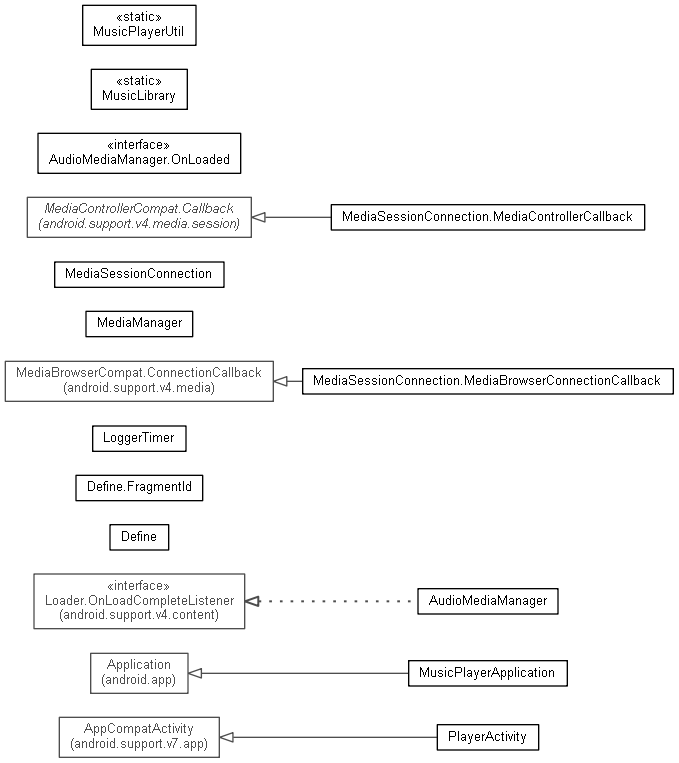 «static»
MusicPlayerUtil
«static»
MusicLibrary
«interface»
AudioMediaManager.OnLoaded
MediaControllerCompat.Callback
(android.support.v4.media.session)
MediaSessionConnection.MediaControllerCallback
MediaSessionConnection
MediaManager
MediaBrowserCompat.ConnectionCallback
(android.support.v4.media)
MediaSessionConnection.MediaBrowserConnectionCallback
LoggerTimer
Define.FragmentId
Define
«interface»
Loader.OnLoadCompleteListener
(android.support.v4.content)
AudioMediaManager
Application
(android.app)
MusicPlayerApplication
AppCompatActivity
(android.support.v7.app)
PlayerActivity